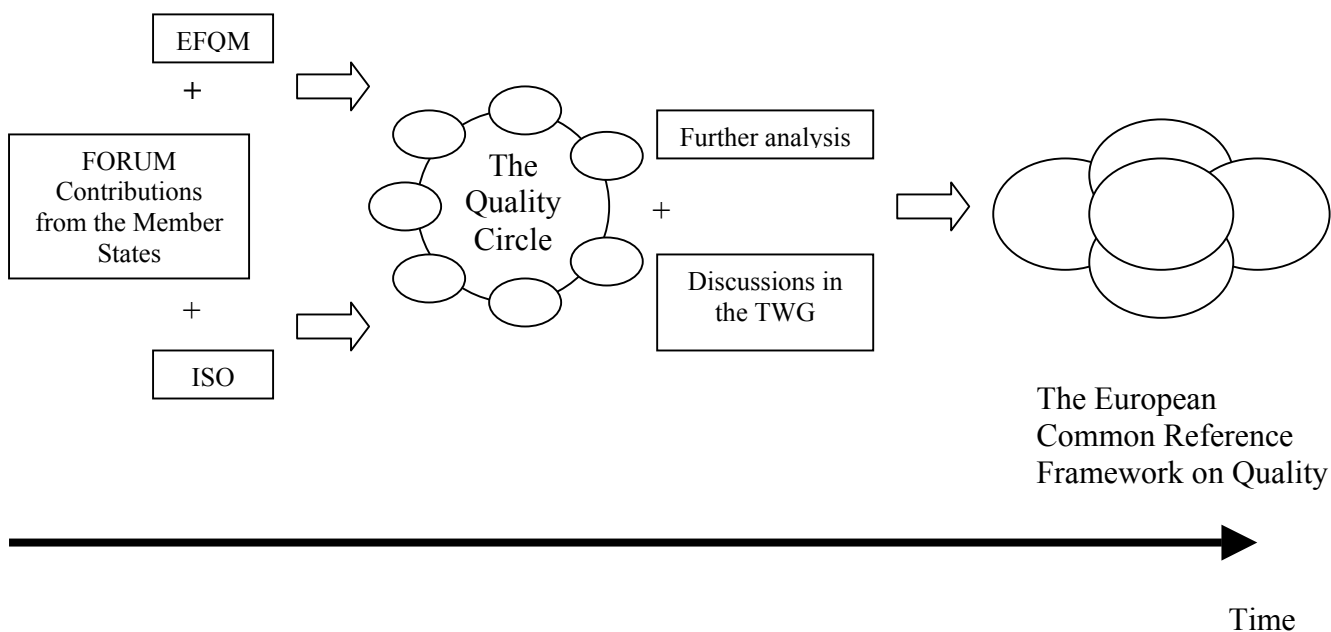 EFQM
+
FORUM
Contributions
from the Member
States
+
ISO
The
Quality
Circle
Further analysis
+
Discussions in
the TWG
The European
Common Reference
Framework on Quality
Time